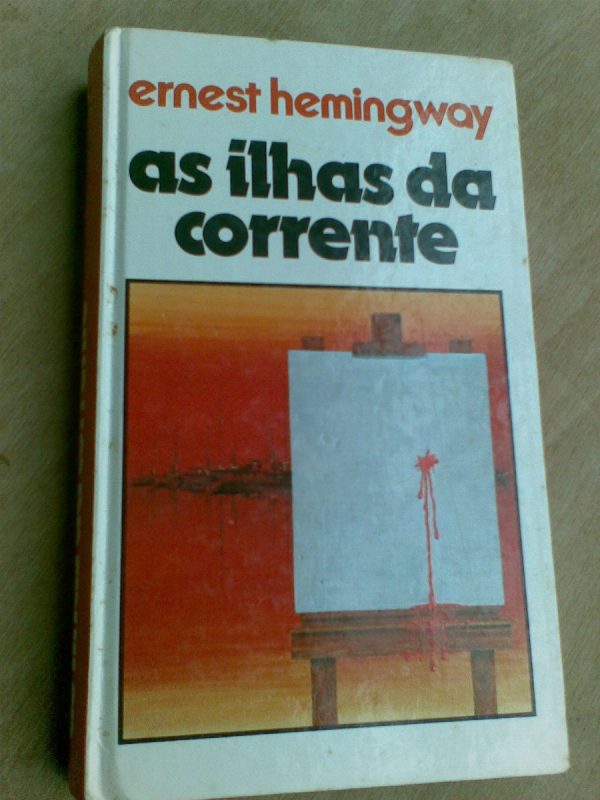 ernest hemingway
as ilhas da
corrente